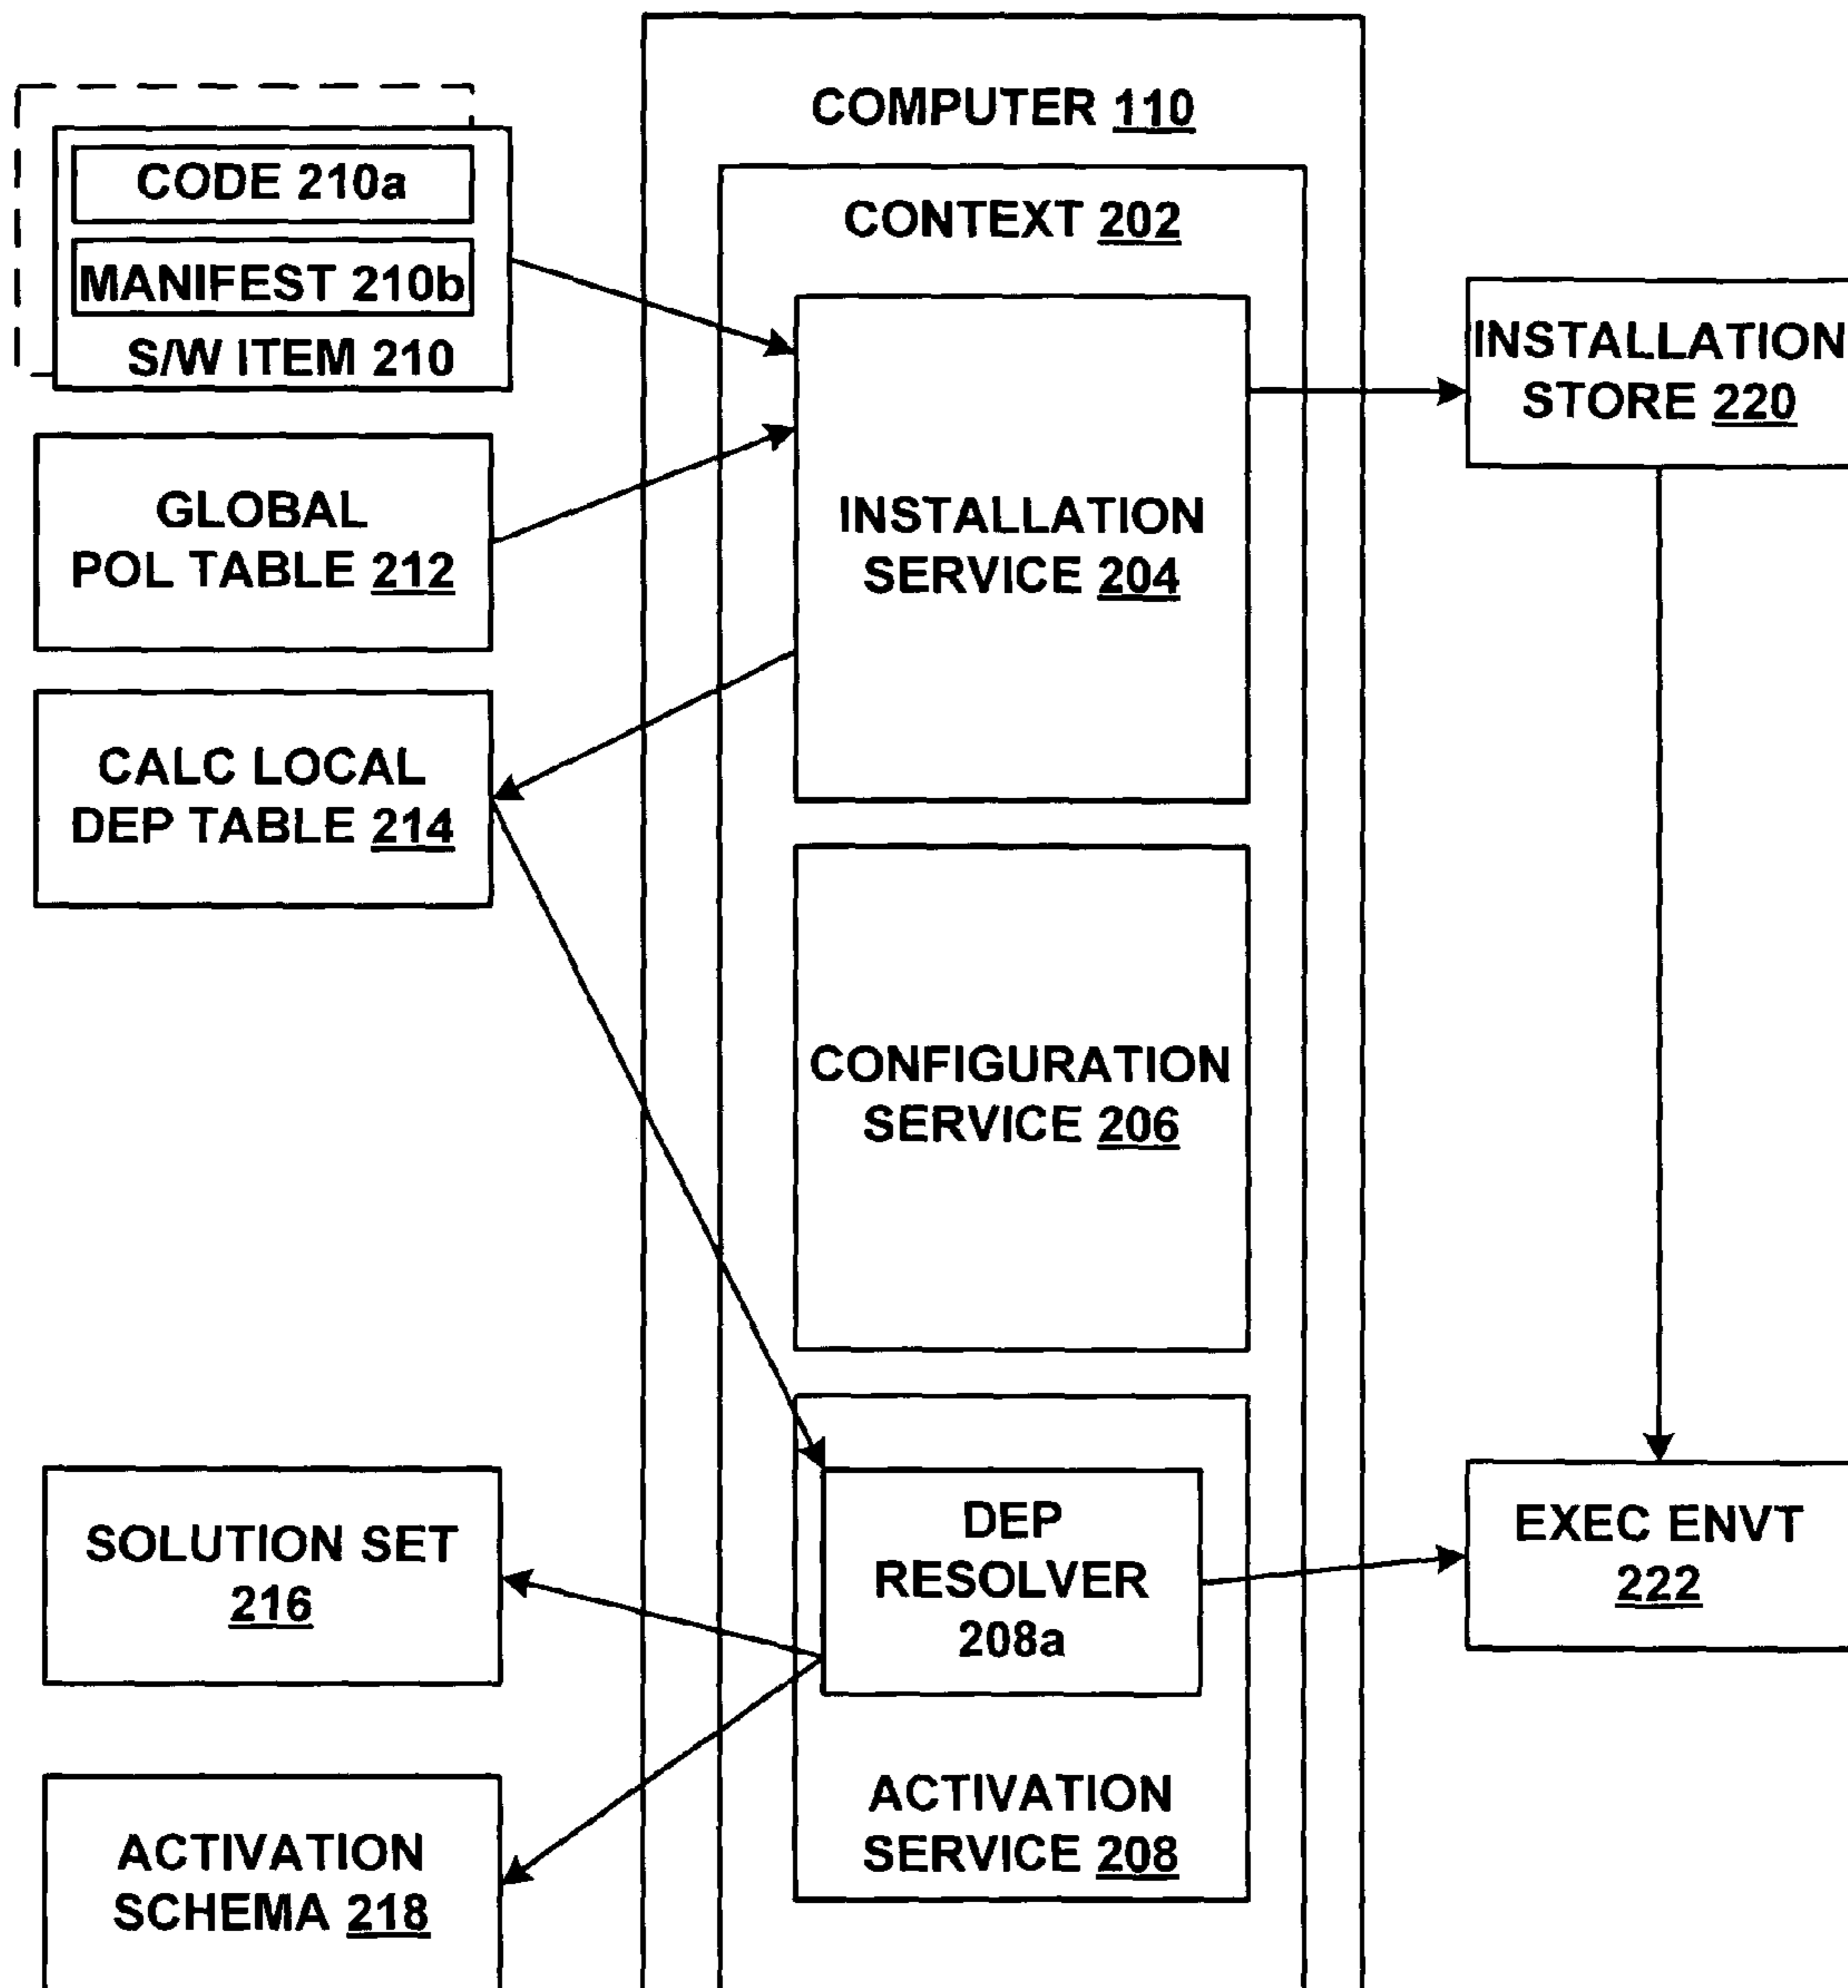 COMPUTER 110
CONTEXT 202
CODE 210a
MANIFEST 210b
S/W ITEM 210
GLOBAL
POL TABLE 212
CALC LOCAL
DEP TABLE 214
INSTALLATION
SERVICE 204
INSTALLATION
STORE 220
CONFIGURATION
SERVICE 206
SOLUTION SET
216
DEP
RESOLVER
208a
EXEC ENVT
222
ACTIVATION
SERVICE 208
ACTIVATION
SCHEMA 218